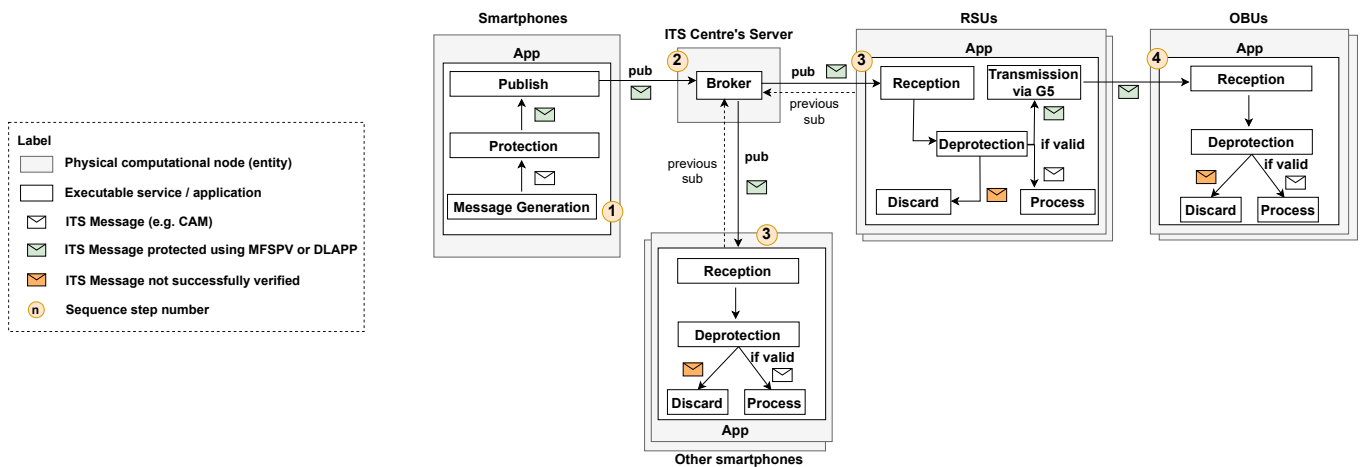 Label
Physical computational node (entity)
Executable service / application
ITS Message (e.g. CAM)
ITS Message protected using MFSPV or DLAPP
ITS Message not successfully verified
n
Sequence step number
Smartphones
App
Publish
Protection
Message Generation
1
pub
ITS Centre's Server
2
Broker
pub
previous
sub
previous
sub
pub
3
Reception
Deprotection
if valid
Discard
Process
App
Other smartphones
RSUs
3
App
Reception
Transmission
via G5
Deprotection
if valid
Discard
Process
OBUs
4
App
Reception
Deprotection
if valid
Discard
Process